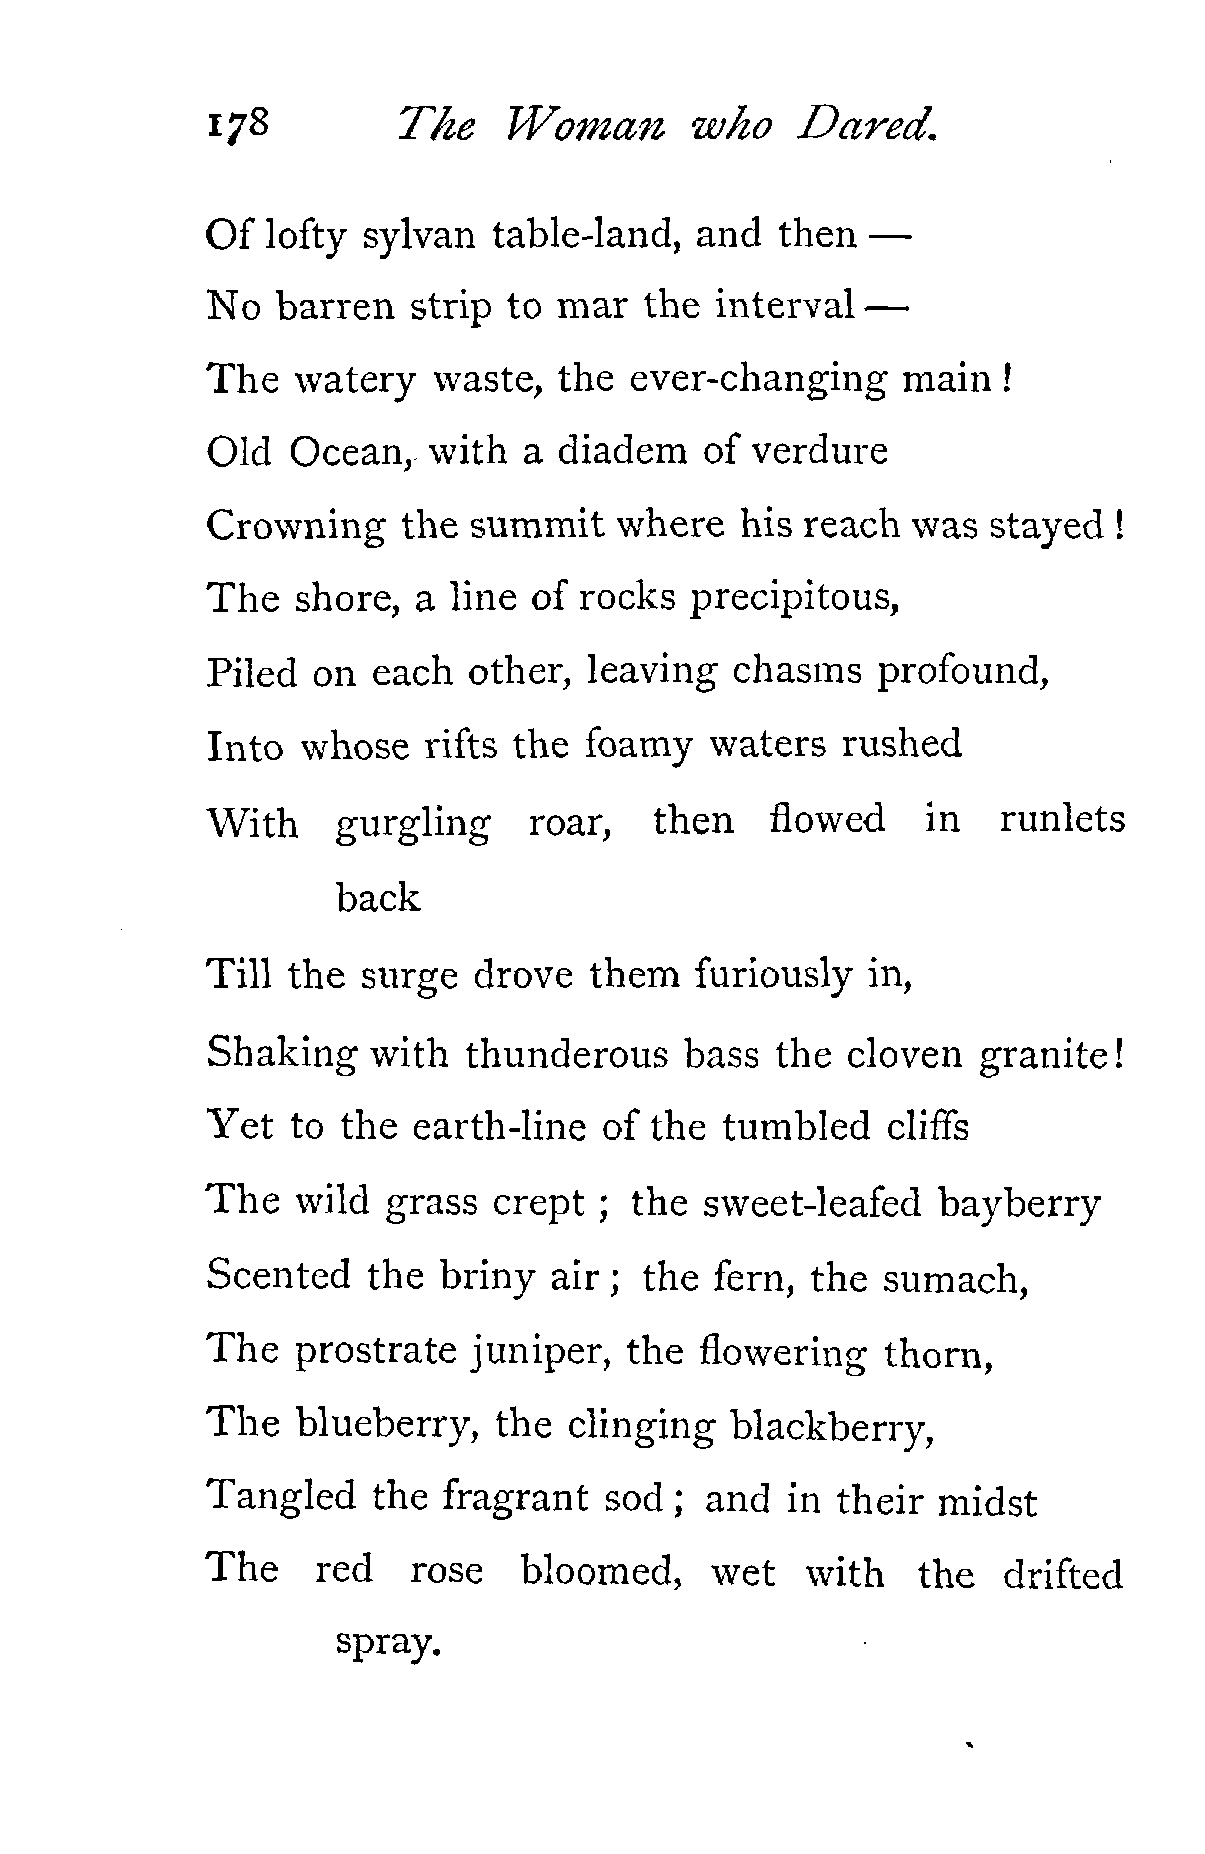 178 The Woman who Dared.
Of lofty sylvan table-land, and then —
No barren strip to mar the interval —
The watery waste, the ever-changing main !
Old Ocean, with a diadem of verdure
Crowning the summit where his reach was stayed !
The shore, a line of rocks precipitous,
Piled on each other, leaving chasms profound,
Into whose rifts the foamy waters rushed
With gurgling roar, then flowed in runlets
back
Till the surge drove them furiously in,
Shaking with thunderous bass the cloven granite!
Yet to the earth-line of the tumbled cliffs
The wild grass crept ; the sweet-leafed bayberry
Scented the briny air ; the fern, the sumach,
The prostrate juniper, the flowering thorn,
The blueberry, the clinging blackberry,
Tangled the fragrant sod ; and in their midst
The red rose bloomed, wet with the drifted
spray.